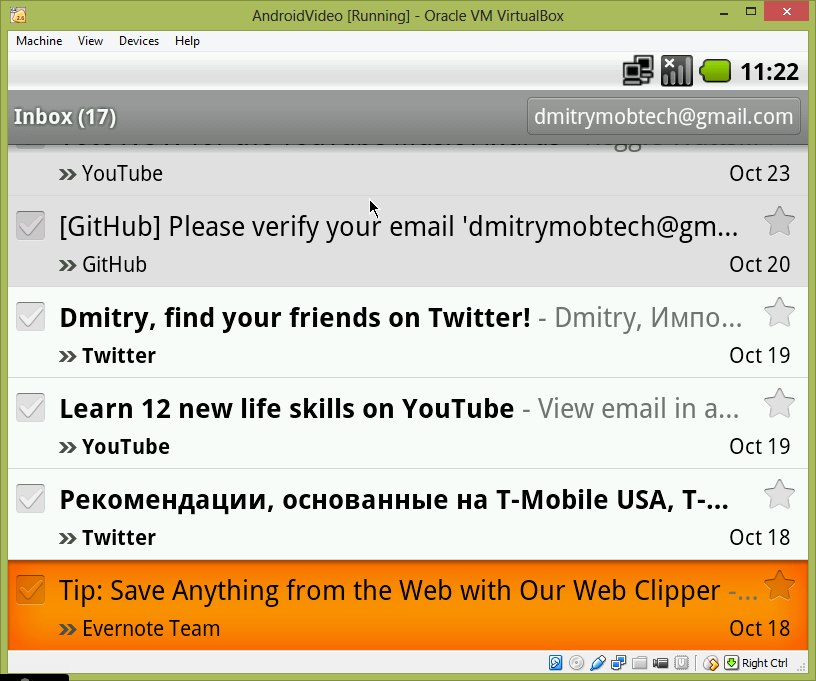 AndroidVideo [Running] - Oracle VM VirtualBox
Machine View Devices Help
11:22
Inbox (17)
dmitrymobtech@gmail.com
» YouTube
Oct 23
[GitHub] Please verify your email 'dmitrymobtech@gm...
» GitHub
Oct 20
Dmitry, find your friends on Twitter! - Dmitry, Импо...
» Twitter
Oct 19
Learn 12 new life skills on YouTube - View email in a...
» YouTube
Oct 19
Рекомендации, основанные на T-Mobile USA, T-...
» Twitter
Oct 18
Tip: Save Anything from the Web with Our Web Clipper -...
» Evernote Team
Oct 18
Right Ctrl